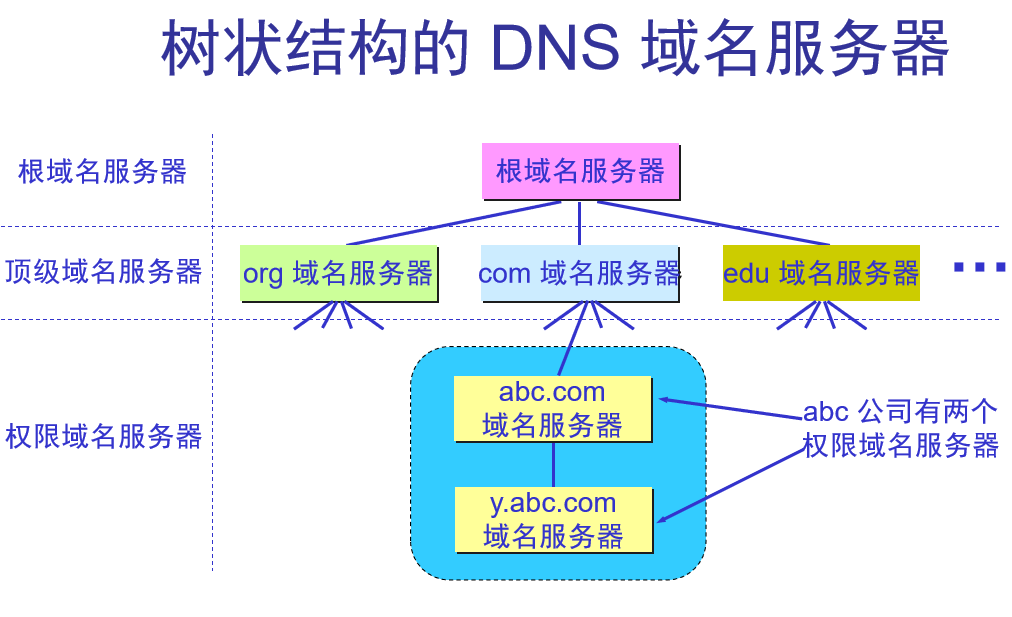 树状结构的 DNS 域名服务器
根域名服务器
根域名服务器
顶级域名服务器
org 域名服务器
com 域名服务器
edu 域名服务器
…
权限域名服务器
abc.com
域名服务器
y.abc.com
域名服务器
abc 公司有两个
权限域名服务器